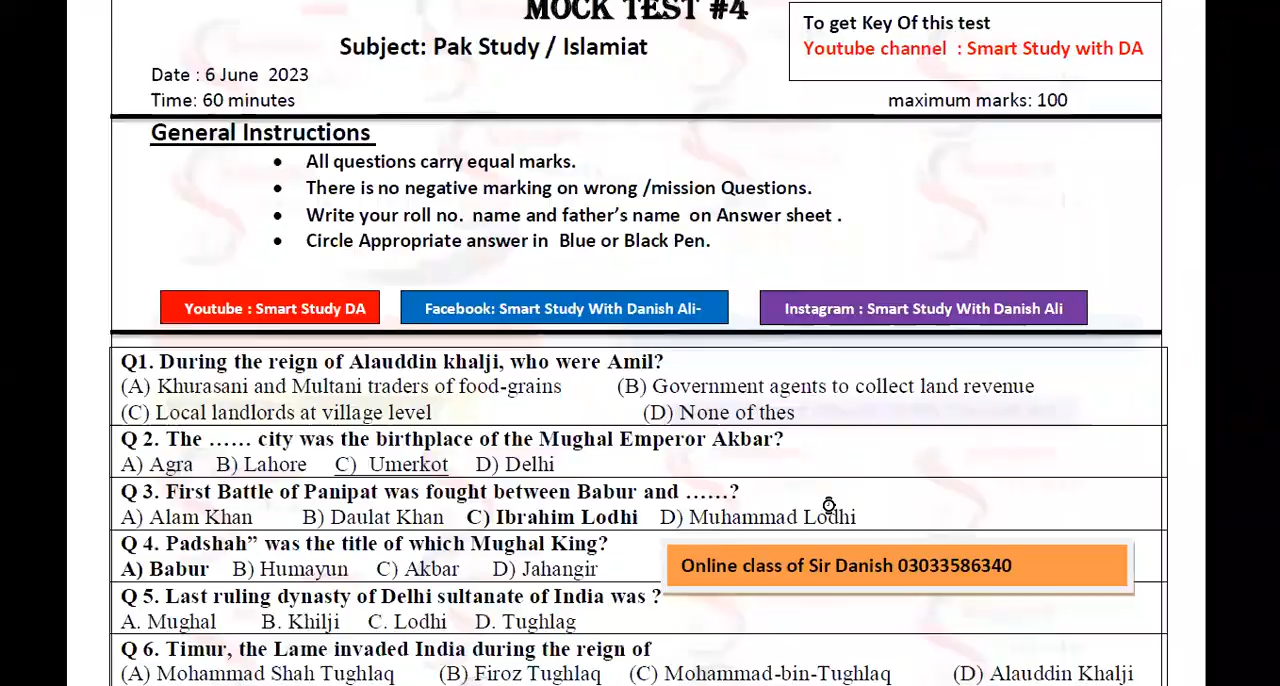 MOCK TEST #4
To get Key Of this test
Subject: Pak Study / Islamiat
Youtube channel : Smart Study with DA
Date : 6 June 2023
Time: 60 minutes
maximum marks: 100
General Instructions
• All questions carry equal marks.
• There is no negative marking on wrong /mission Questions.
• Write your roll no. name and father's name on Answer sheet .
• Circle Appropriate answer in Blue or Black Pen.
Youtube : Smart Study DA
Facebook: Smart Study With Danish Ali-
Instagram : Smart Study With Danish Ali
Q1. During the reign of Alauddin khalji, who were Amil?
(A) Khurasani and Multani traders of food-grains (B) Government agents to collect land revenue
(C) Local landlords at village level (D) None of thes
Q 2. The …… city was the birthplace of the Mughal Emperor Akbar?
A) Agra B) Lahore C) Umerkot D) Delhi
Q 3. First Battle of Panipat was fought between Babur and ……?
A) Alam Khan B) Daulat Khan C) Ibrahim Lodhi D) Muhammad Lodhi
Q 4. Padshah” was the title of which Mughal King?
A) Babur B) Humayun C) Akbar D) Jahangir
Online class of Sir Danish 03033586340
Q 5. Last ruling dynasty of Delhi sultanate of India was ?
A. Mughal B. Khilji C. Lodhi D. Tughlag
Q 6. Timur, the Lame invaded India during the reign of
(A) Mohammad Shah Tughlaq (B) Firoz Tughlaq (C) Mohammad-bin-Tughlaq (D) Alauddin Khalji